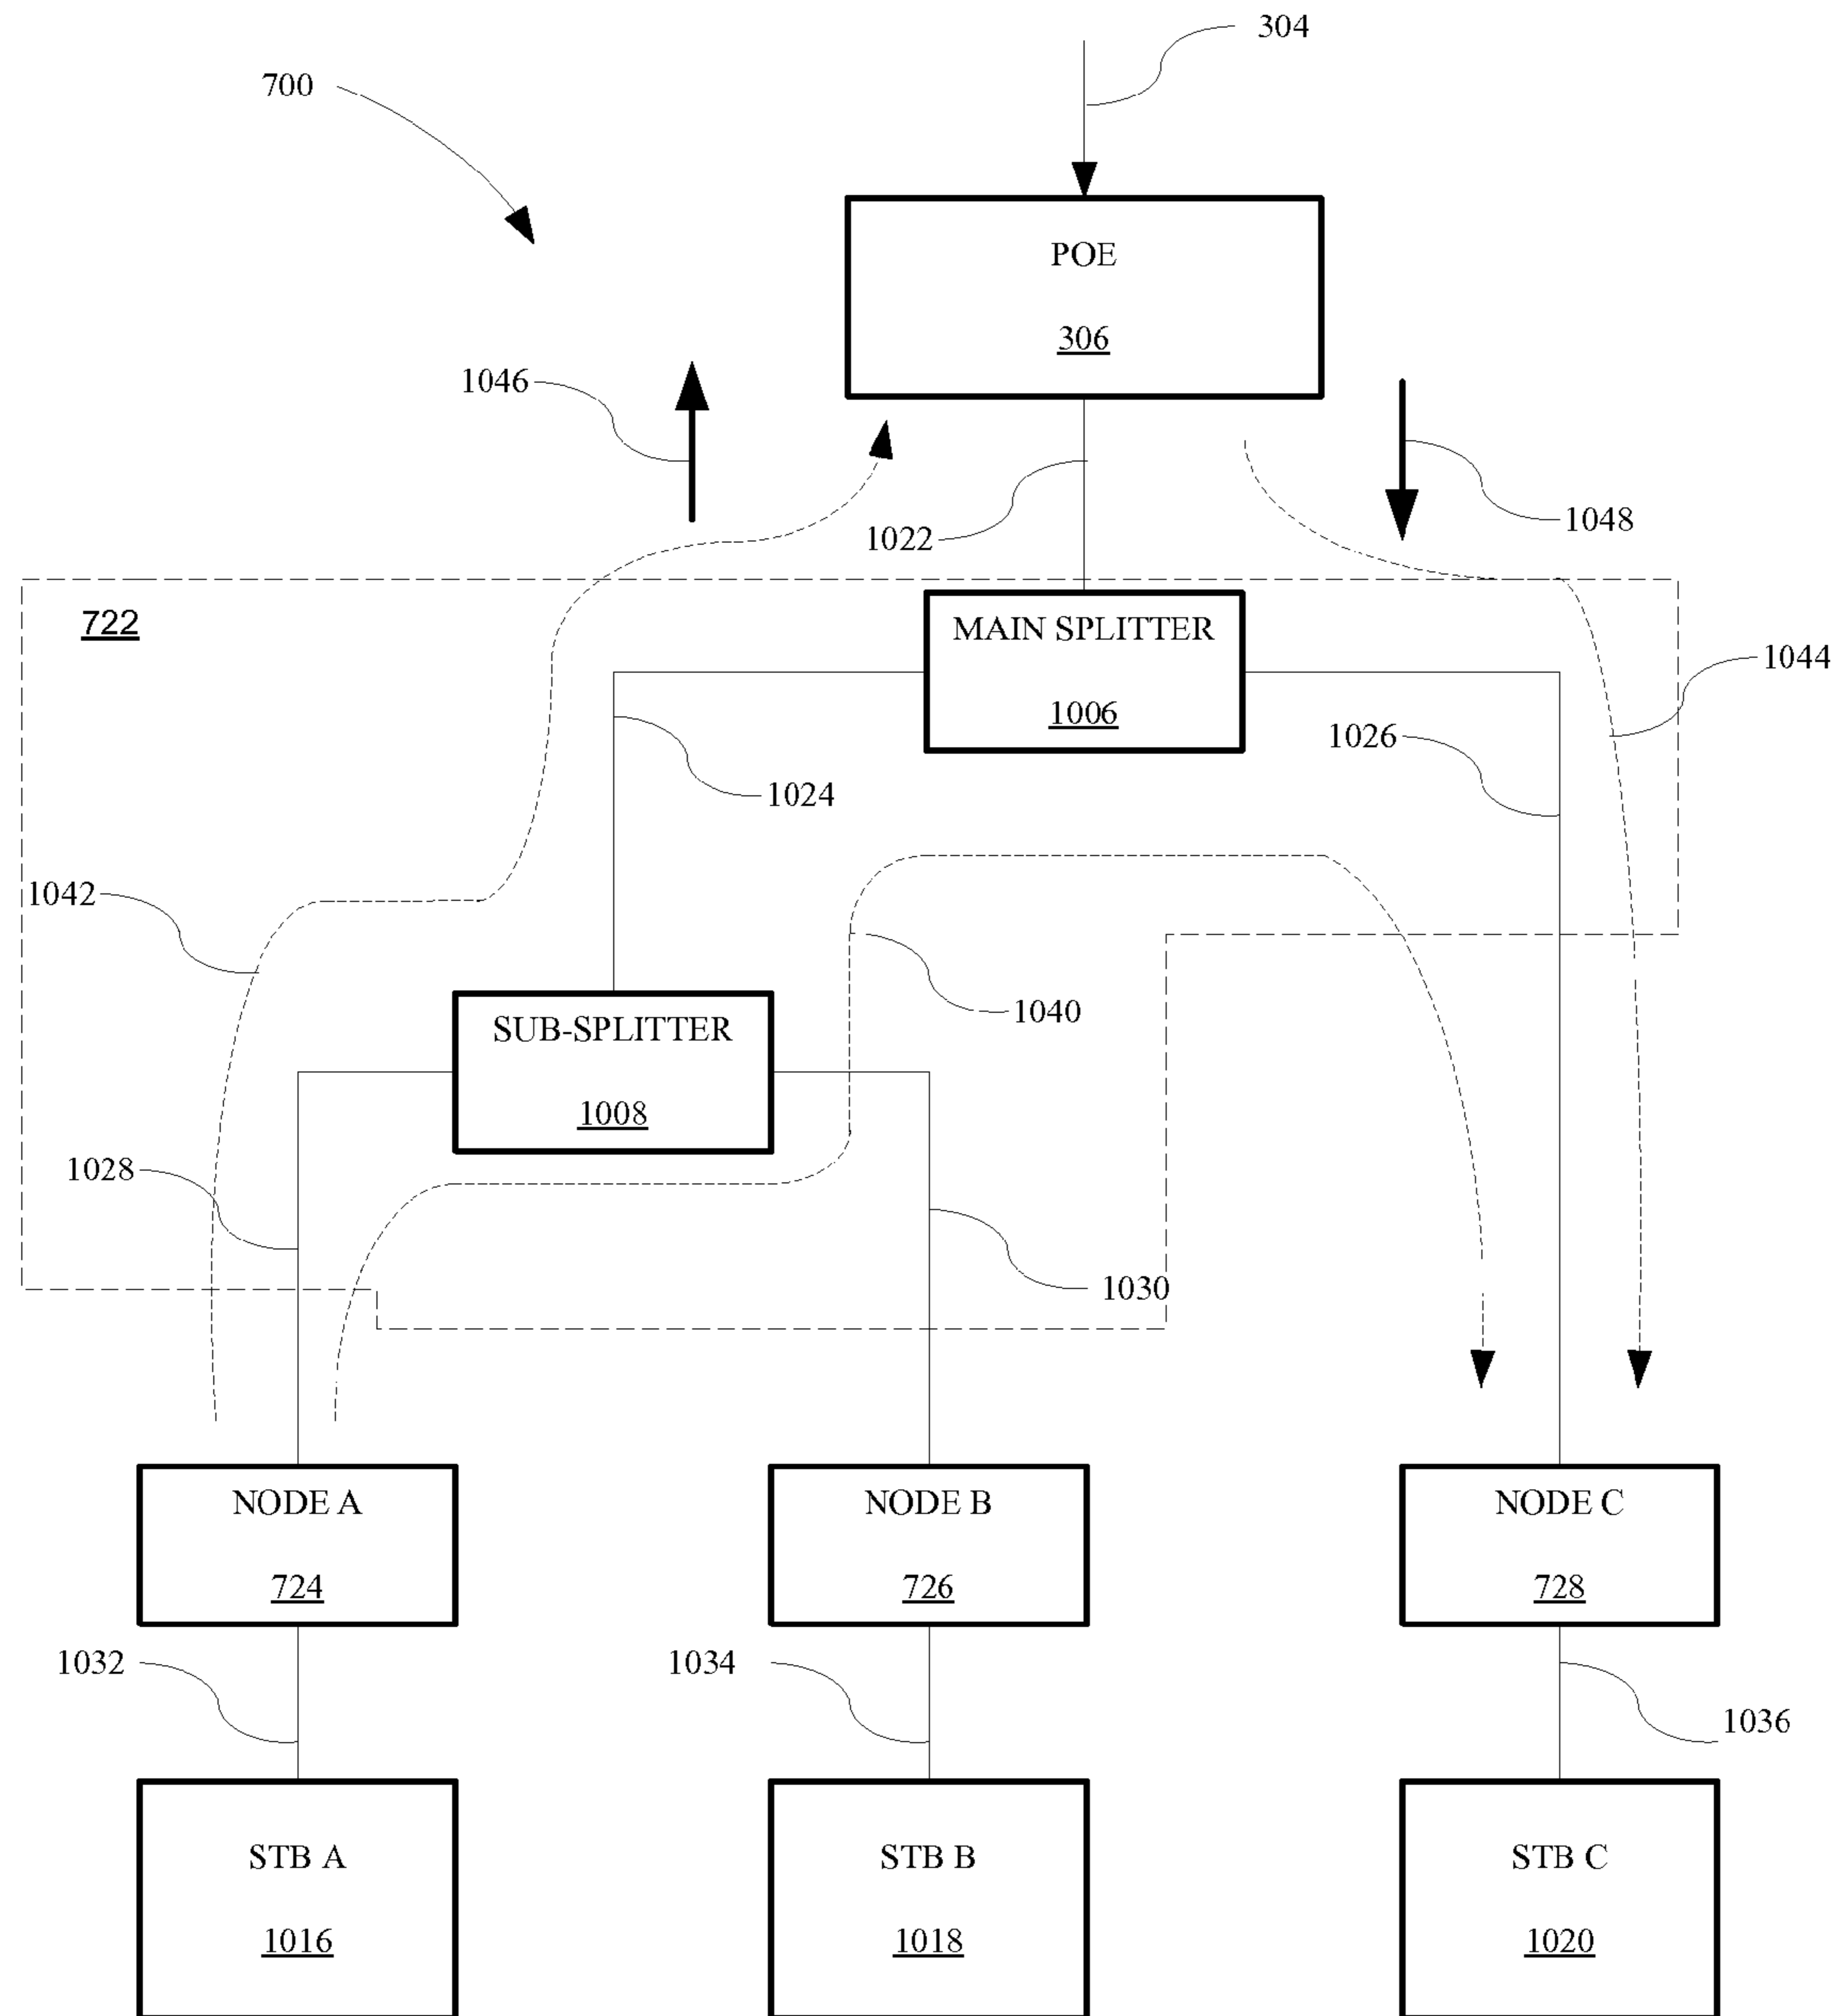 304
700
POE
306
1046
1048
1022
722
MAIN SPLITTER
1006
1044
1026
1024
1042
1040
SUB-SPLITTER
1008
1028
1030
NODE A
724
NODE B
726
NODE C
728
1032
1034
1036
STB A
1016
STB B
1018
STB C
1020